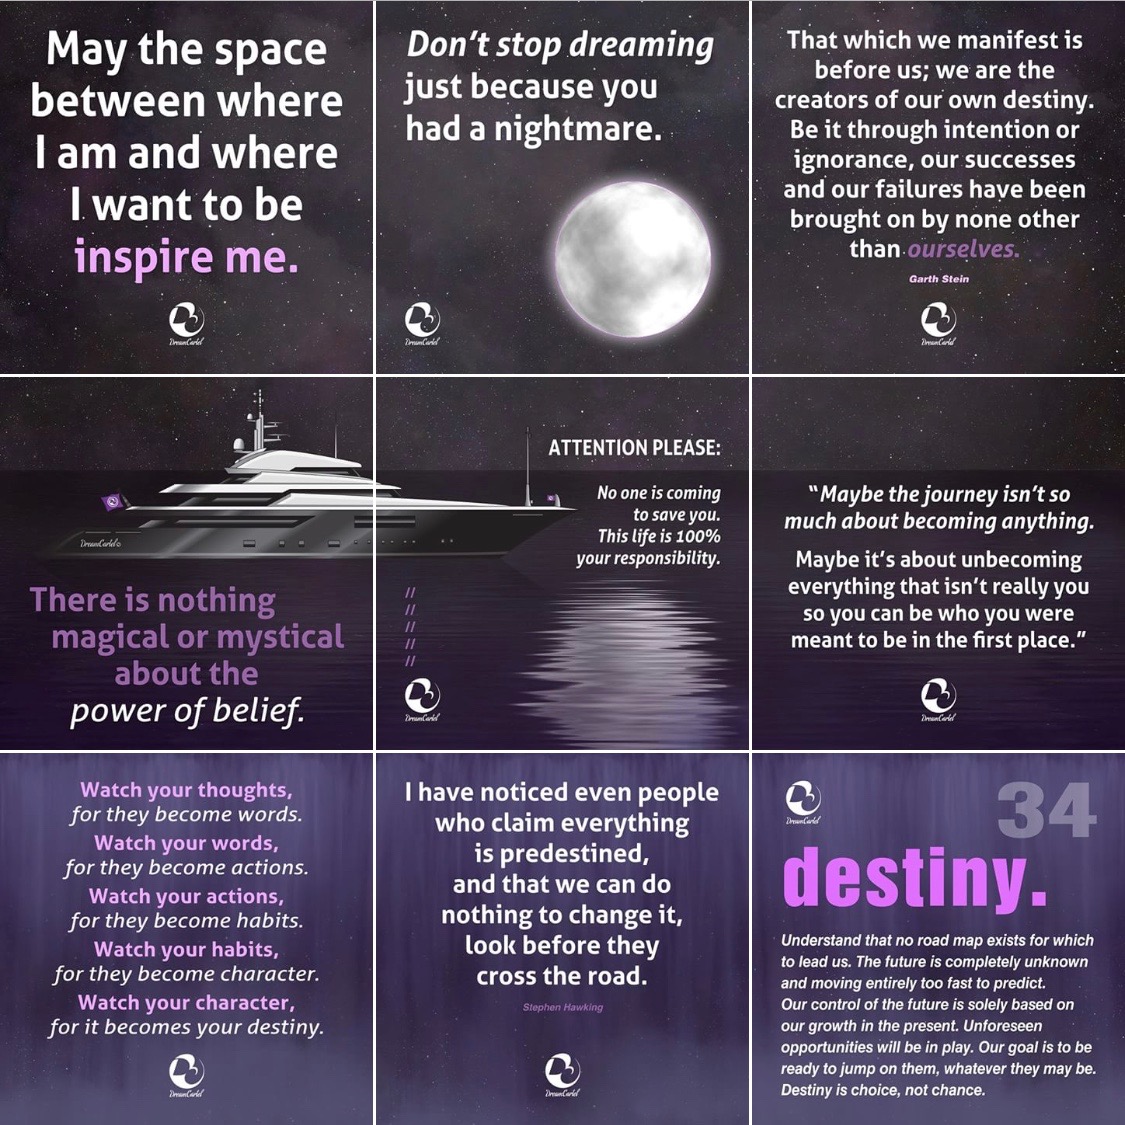 May the space
between where
I am and where
I want to be
inspire me.
DreamCartel
Don't stop dreaming
just because you
had a nightmare.
DreamCartel
That which we manifest is
before us; we are the
creators of our own destiny.
Be it through intention or
ignorance, our successes
and our failures have been
brought on by none other
than ourselves.
Garth Stein
DreamCartel
DreamCartel
There is nothing
magical or mystical
about the
power of belief.
ATTENTION PLEASE:
No one is coming
to save you.
This life is 100%
your responsibility.
//
//
//
//
//
DreamCartel
"Maybe the journey isn't so
much about becoming anything.
Maybe it's about unbecoming
everything that isn't really you
so you can be who you were
meant to be in the first place."
DreamCartel
Watch your thoughts,
for they become words.
Watch your words,
for they become actions.
Watch your actions,
for they become habits.
Watch your habits,
for they become character.
Watch your character,
for it becomes your destiny.
DreamCartel
I have noticed even people
who claim everything
is predestined,
and that we can do
nothing to change it,
look before they
cross the road.
Stephen Hawking
DreamCartel
DreamCartel
34
destiny.
Understand that no road map exists for which
to lead us. The future is completely unknown
and moving entirely too fast to predict.
Our control of the future is solely based on
our growth in the present. Unforeseen
opportunities will be in play. Our goal is to be
ready to jump on them, whatever they may be.
Destiny is choice, not chance.